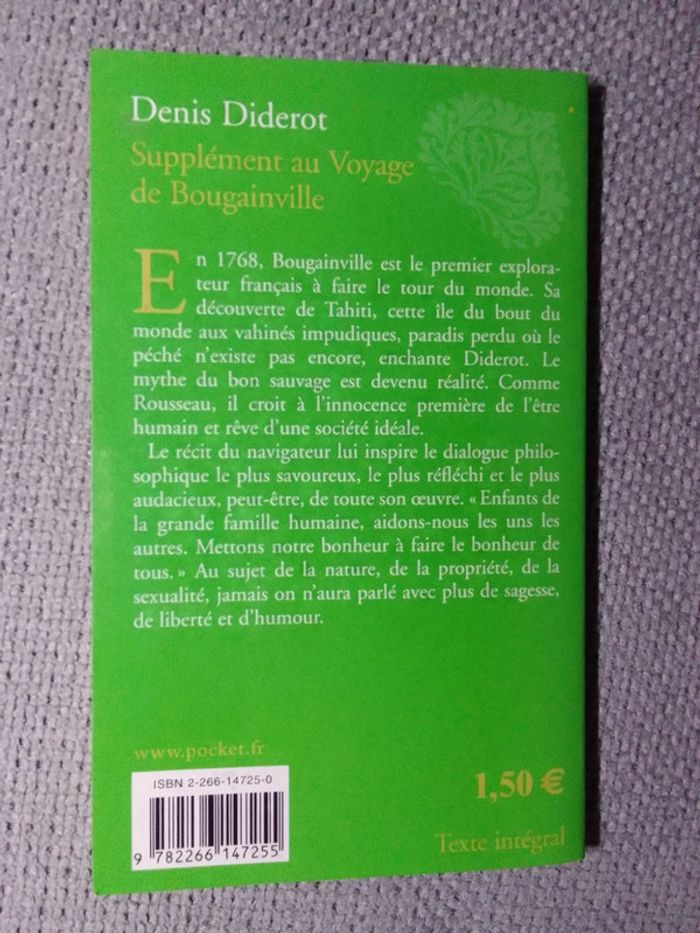 Denis Diderot
Supplément au Voyage
de Bougainville
En 1768, Bougainville est le premier explora-
teur français à faire le tour du monde. Sa
découverte de Tahiti, cette île du bout du
monde aux vahinés impudiques, paradis perdu où le
péché n'existe pas encore, enchante Diderot. Le
mythe du bon sauvage est devenu réalité. Comme
Rousseau, il croit à l'innocence première de l'être
humain et rêve d'une société idéale.
Le récit du navigateur lui inspire le dialogue philo-
sophique le plus savoureux, le plus réfléchi et le plus
audacieux, peut-être, de toute son œuvre. « Enfants de
la grande famille humaine, aidons-nous les uns les
autres. Mettons notre bonheur à faire le bonheur de
tous. » Au sujet de la nature, de la propriété, de la
sexualité, jamais on n'aura parlé avec plus de sagesse,
de liberté et d'humour.
www.pocket.fr
ISBN 2-266-14725-0
9 782266 147255
1,50 €
Texte intégral